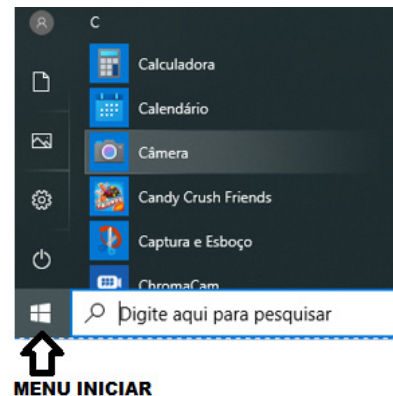 C
Calculadora
Calendário
Câmera
Candy Crush Friends
Captura e Esboço
ChromaCam
Digite aqui para pesquisar
MENU INICIAR